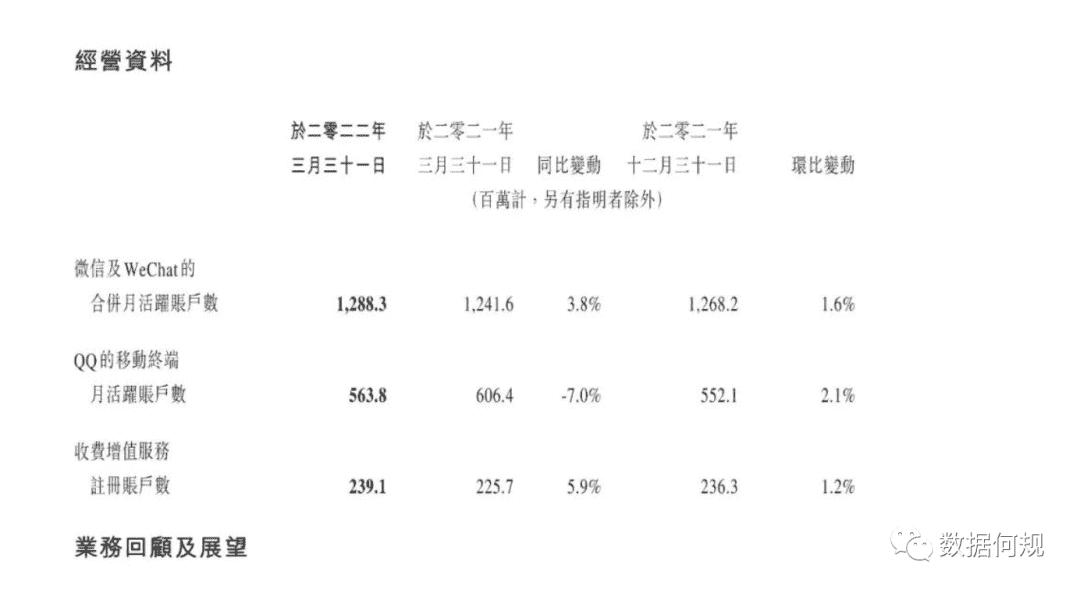 經營資料
於二零二二年 於二零二一年 於二零二一年
三月三十一日 三月三十一日 同比變動 十二月三十一日 環比變動
(百萬計,另有指明者除外)
微信及WeChat的
合併月活躍賬戶數 1,288.3 1,241.6 3.8% 1,268.2 1.6%
QQ的移動終端
月活躍賬戶數 563.8 606.4 -7.0% 552.1 2.1%
收費增值服務
註冊賬戶數 239.1 225.7 5.9% 236.3 1.2%
業務回顧及展望
数据何规